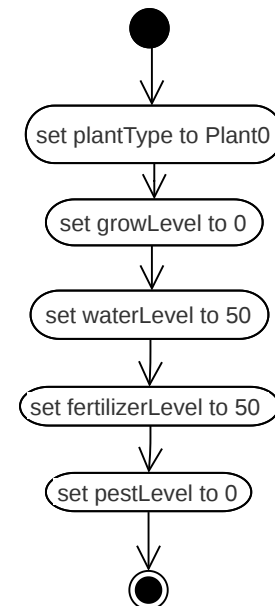 set plantType to Plant0
set growLevel to 0
set waterLevel to 50
set fertilizerLevel to 50
set pestLevel to 0